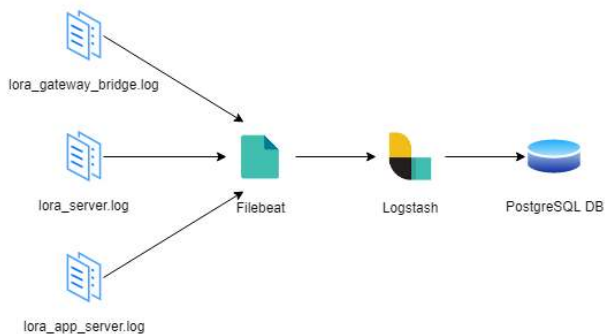 lora_gateway_bridge.log
lora_server.log
Filebeat
Logstash
PostgreSQL DB
lora_app_server.log